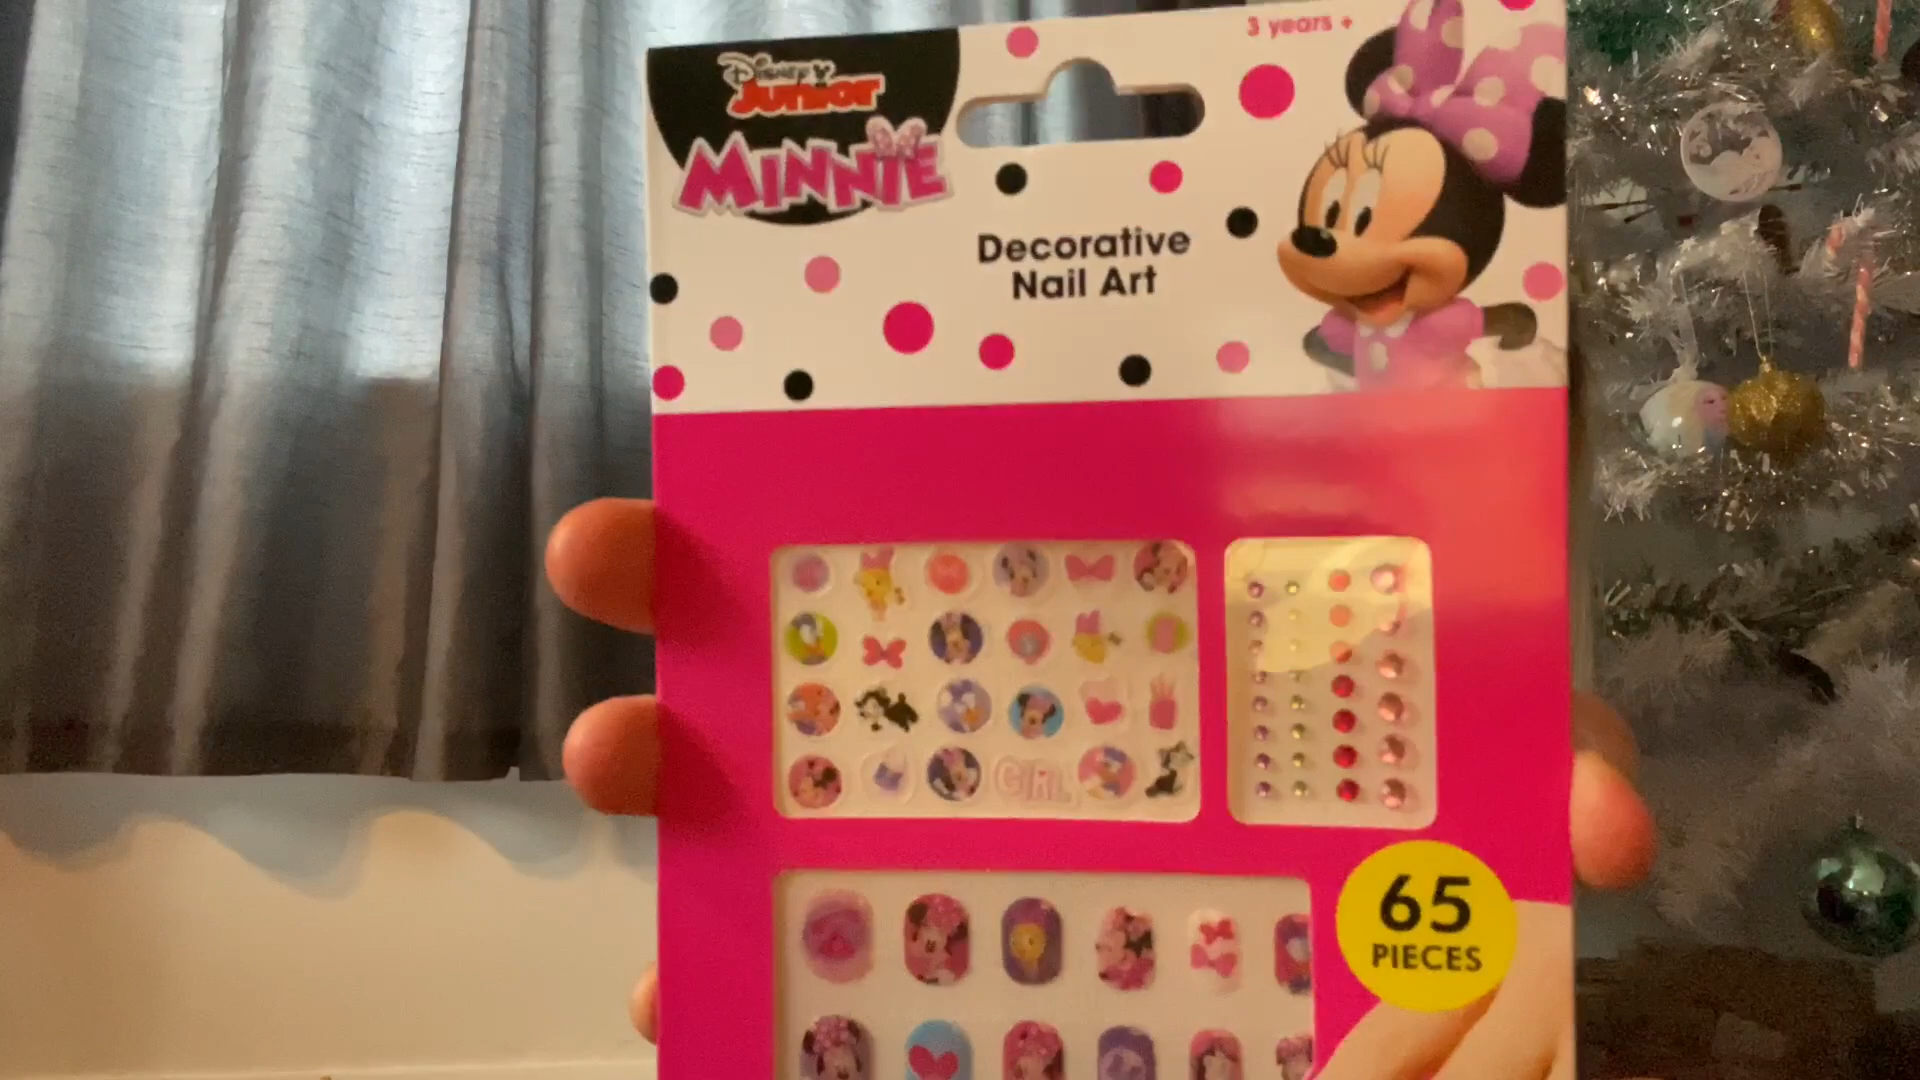 3 years +
Disney
Junior
MINNIE
Decorative
Nail Art
GIRL
65
PIECES